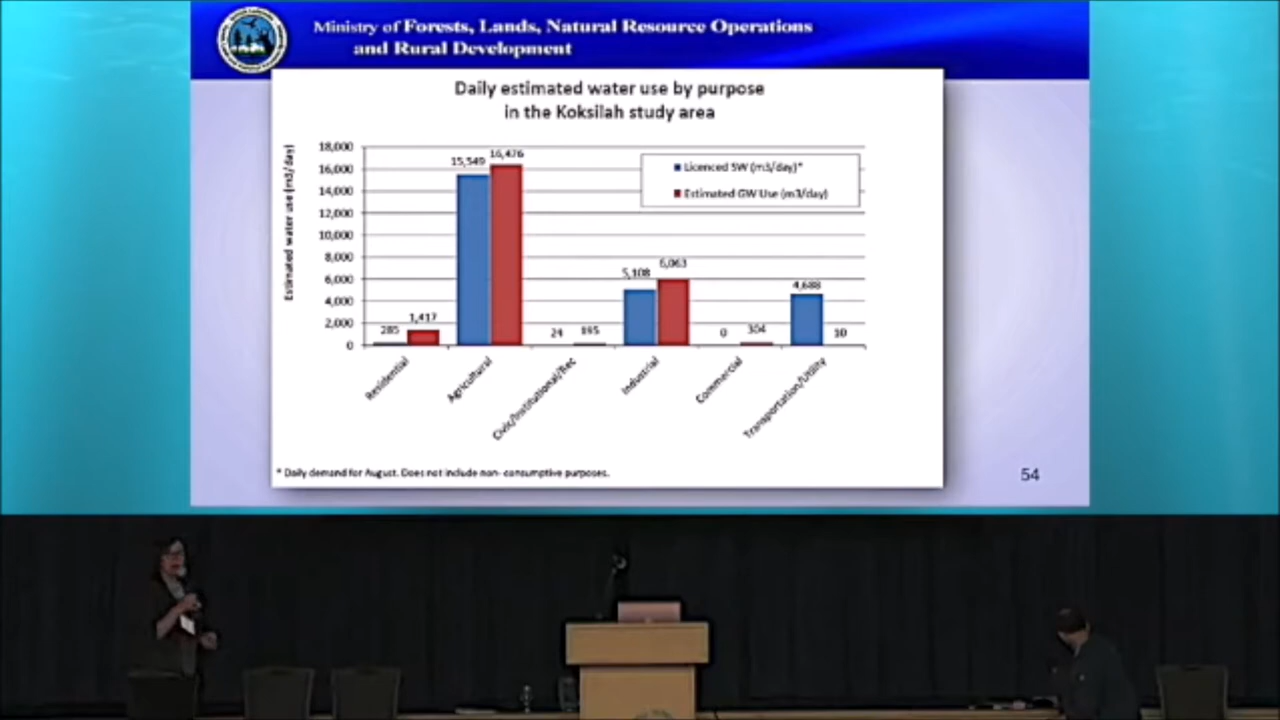 Ministry of Forests, Lands, Natural Resource Operations
and Rural Development
Daily estimated water use by purpose
in the Koksilah study area
Estimated water use (m3/day)
18,000
16,000
14,000
12,000
10,000
8,000
6,000
4,000
2,000
0
15,549
16,476
Licenced SW (m3/day)*
Estimated GW Use (m3/day)
5,108
6,063
4,688
285
1,417
24
195
0
304
10
Residential
Agricultural
Civic/Institutional/Rec
Industrial
Commercial
Transportation/Utility
* Daily demand for August. Does not include non- consumptive purposes.
54